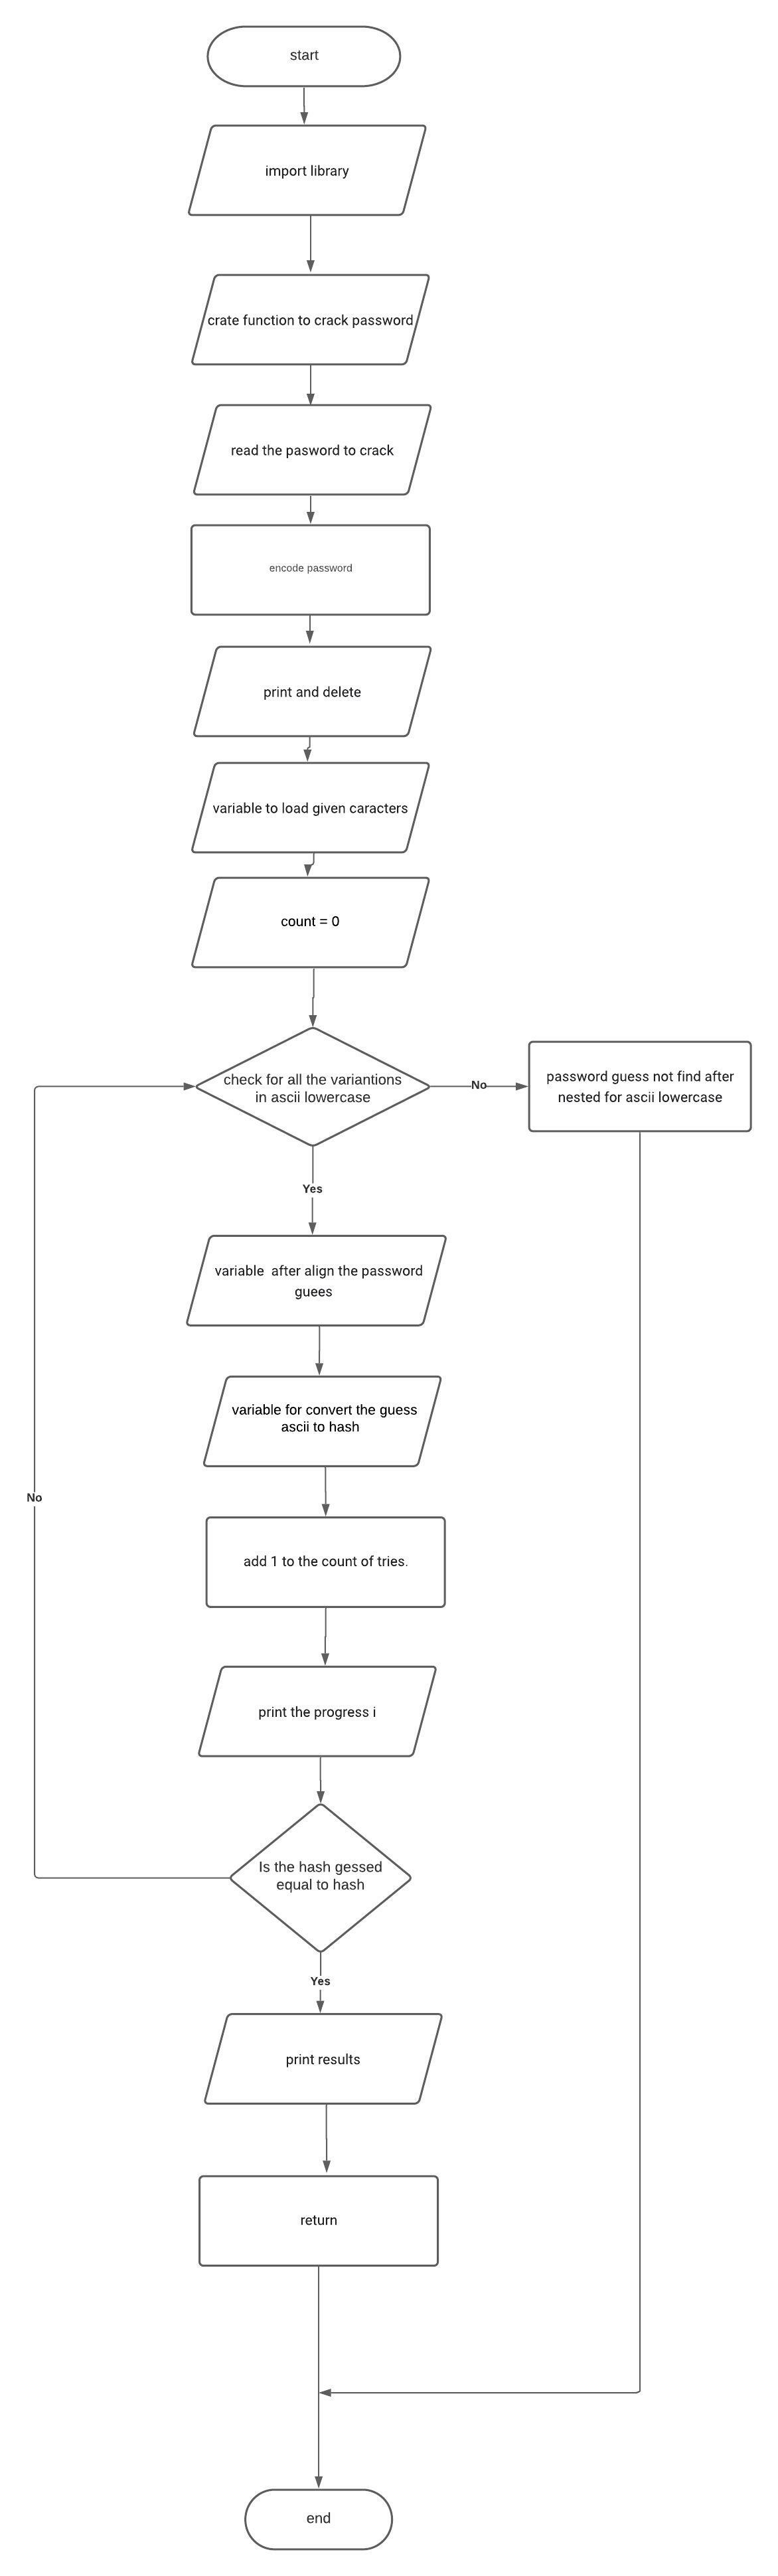 start
import library
crate function to crack password
read the pasword to crack
encode password
print and delete
variable to load given caracters
count = 0
check for all the variantions
in ascii lowercase
No
password guess not find after
nested for ascii lowercase
Yes
variable  after align the password
guees
variable for convert the guess
ascii to hash
No
add 1 to the count of tries.
print the progress i
Is the hash gessed
equal to hash
Yes
print results
return
end